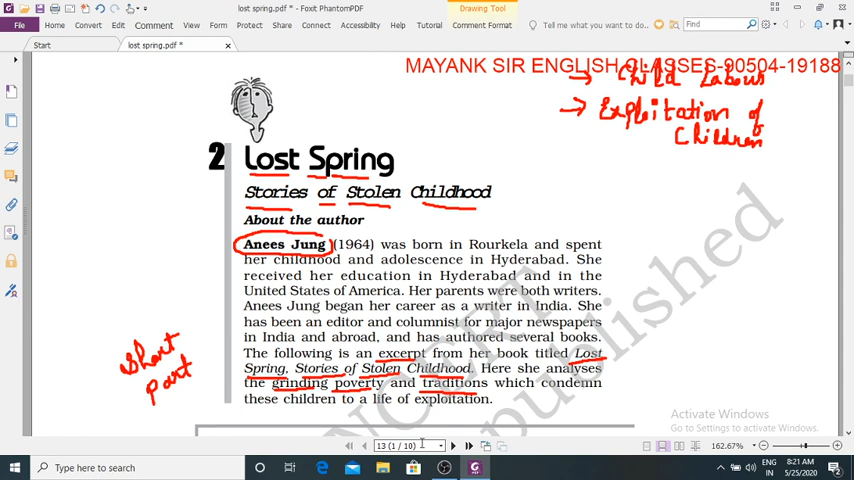 lost spring.pdf * - Foxit PhantomPDF
Drawing Tool
File Home Convert Edit Organize Comment View Form Protect Share Connect Help Tutorial Comment Format Tell me what you want to do... Find
Start lost spring.pdf *
MAYANK SIR ENGLISH CLASSES-90504-19188
→ Child Labour
→ Exploitation of
Children
2 Lost Spring
Stories of Stolen Childhood
About the author
Anees Jung (1964) was born in Rourkela and spent
her childhood and adolescence in Hyderabad. She
received her education in Hyderabad and in the
United States of America. Her parents were both writers.
Anees Jung began her career as a writer in India. She
has been an editor and columnist for major newspapers
in India and abroad, and has authored several books.
The following is an excerpt from her book titled Lost
Spring, Stories of Stolen Childhood. Here she analyses
the grinding poverty and traditions which condemn
these children to a life of exploitation.
Short
part
NCERT
published
Activate Windows
Go to Settings to activate Windows.
13 (1 / 10) 162.67%
Type here to search
ENG 8:21 AM
IN 5/25/2020